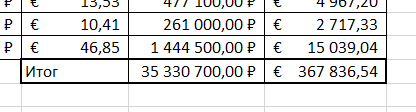 ₽ € 13,53 477 100,00 ₽ € 4 967,20
₽ € 10,41 261 000,00 ₽ € 2 717,33
₽ € 46,85 1 444 500,00 ₽ € 15 039,04
Итог 35 330 700,00 ₽ € 367 836,54